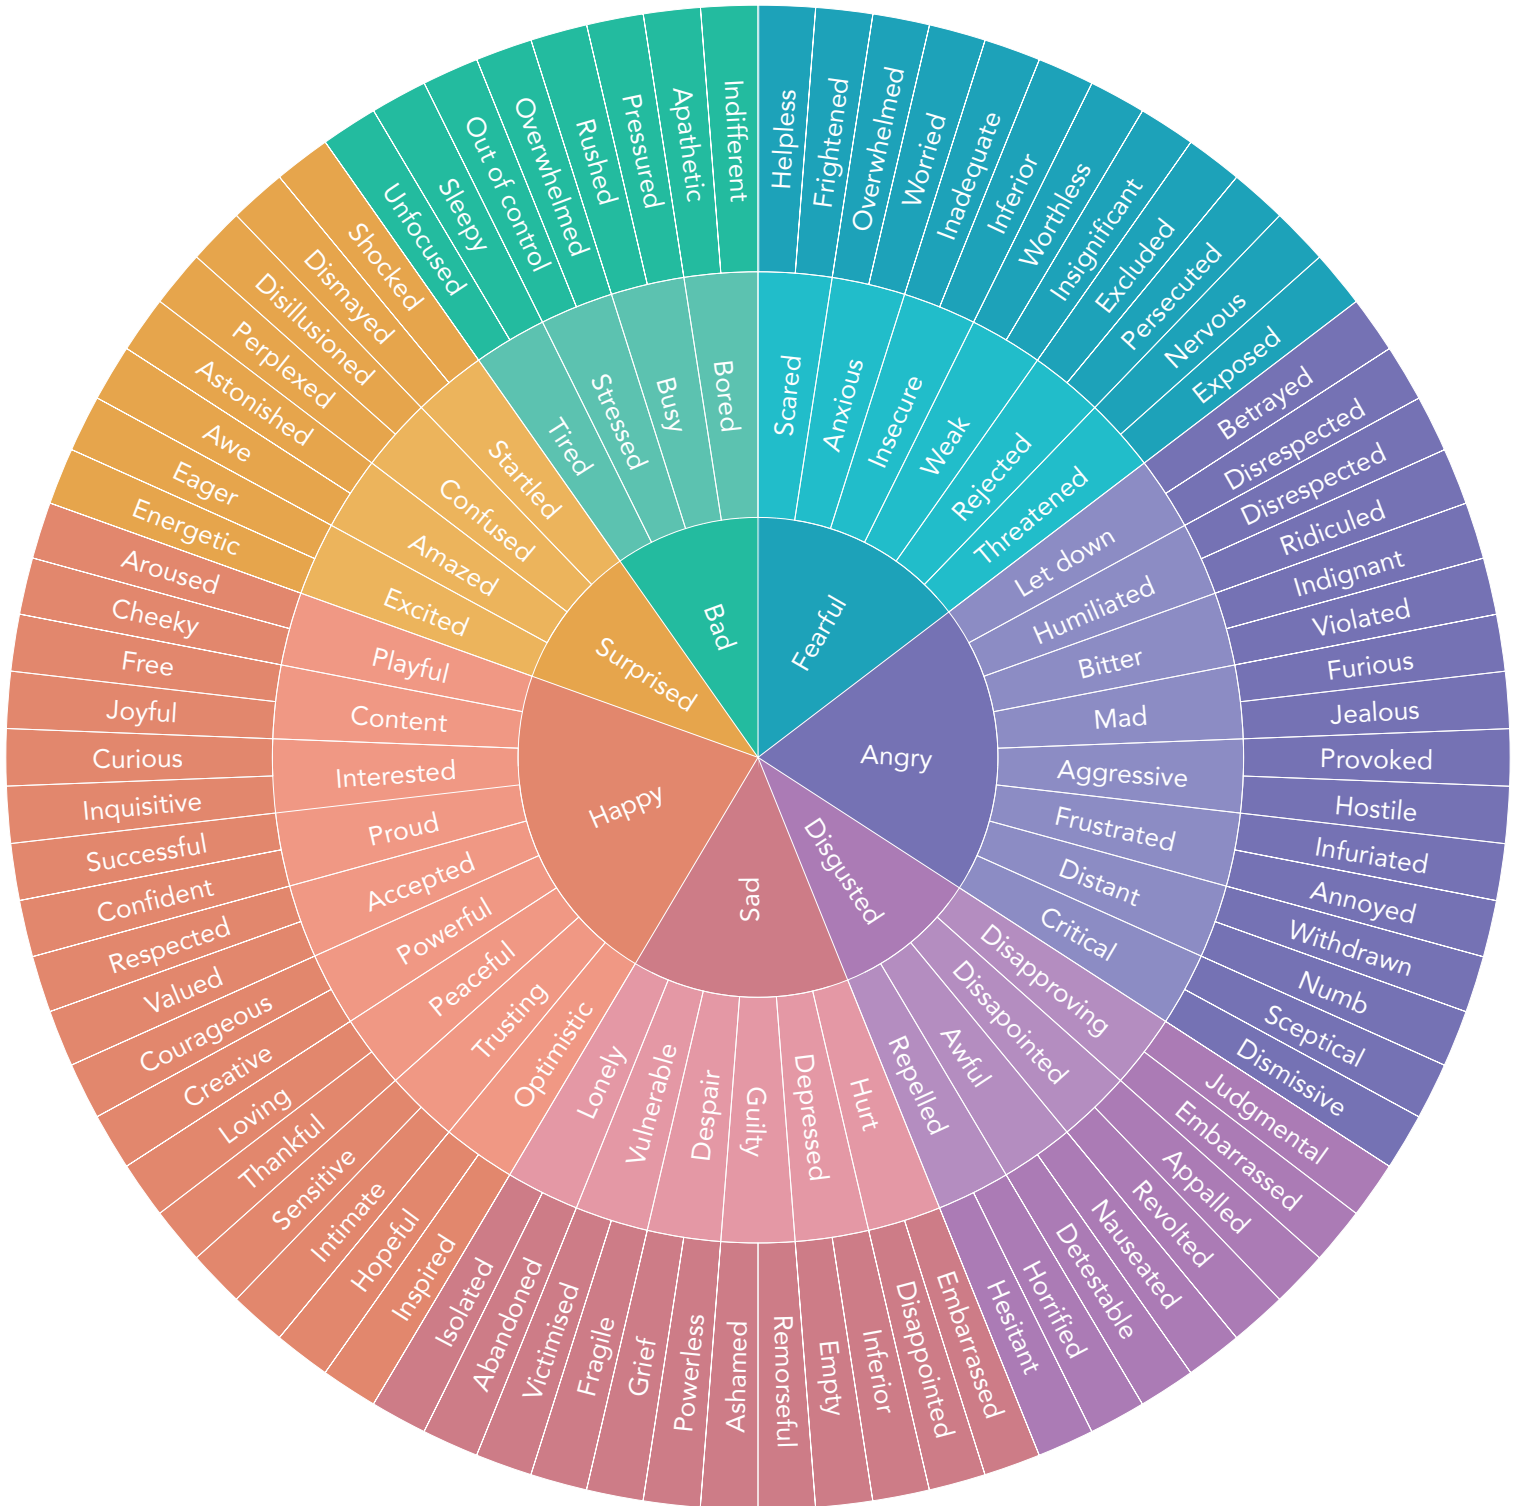 Fearful
Angry
Disgusted
Sad
Happy
Surprised
Bad
Scared
Anxious
Insecure
Weak
Rejected
Threatened
Let down
Humiliated
Bitter
Mad
Aggressive
Frustrated
Distant
Critical
Disapproving
Dissapointed
Awful
Repelled
Hurt
Depressed
Guilty
Despair
Vulnerable
Lonely
Optimistic
Trusting
Peaceful
Powerful
Accepted
Proud
Interested
Content
Playful
Excited
Amazed
Confused
Startled
Tired
Stressed
Busy
Bored
Helpless
Frightened
Overwhelmed
Worried
Inadequate
Inferior
Worthless
Insignificant
Excluded
Persecuted
Nervous
Exposed
Betrayed
Disrespected
Disrespected
Ridiculed
Indignant
Violated
Furious
Jealous
Provoked
Hostile
Infuriated
Annoyed
Withdrawn
Numb
Sceptical
Dismissive
Judgmental
Embarrassed
Appalled
Revolted
Nauseated
Detestable
Horrified
Hesitant
Embarrassed
Disappointed
Inferior
Empty
Remorseful
Ashamed
Powerless
Grief
Fragile
Victimised
Abandoned
Isolated
Inspired
Hopeful
Intimate
Sensitive
Thankful
Loving
Creative
Courageous
Valued
Respected
Confident
Successful
Inquisitive
Curious
Joyful
Free
Cheeky
Aroused
Energetic
Eager
Awe
Astonished
Perplexed
Disillusioned
Dismayed
Shocked
Unfocused
Sleepy
Out of control
Overwhelmed
Rushed
Pressured
Apathetic
Indifferent